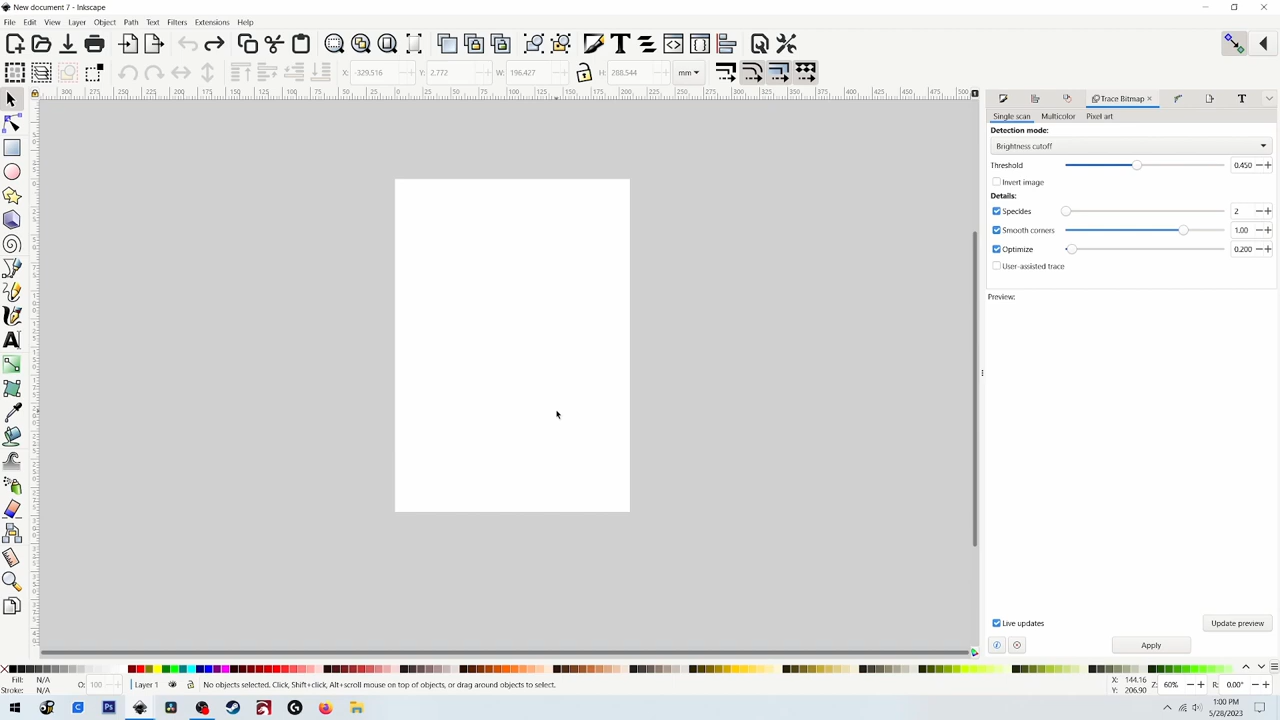 New document 7 - Inkscape
File Edit View Layer Object Path Text Filters Extensions Help
X: -329.516 Y: 2.772 W: 196.427 H: 288.544 mm
Trace Bitmap
Single scan Multicolor Pixel art
Detection mode:
Brightness cutoff
Threshold 0.450
Invert image
Details:
Speckles 2
Smooth corners 1.00
Optimize 0.200
User-assisted trace
Preview:
Live updates Update preview
Apply
Fill: N/A
Stroke: N/A
O: 100
Layer 1
No objects selected. Click, Shift+click, Alt+scroll mouse on top of objects, or drag around objects to select.
X: 144.16
Y: 206.90
Z: 60% R: 0.00°
1:00 PM
5/28/2023